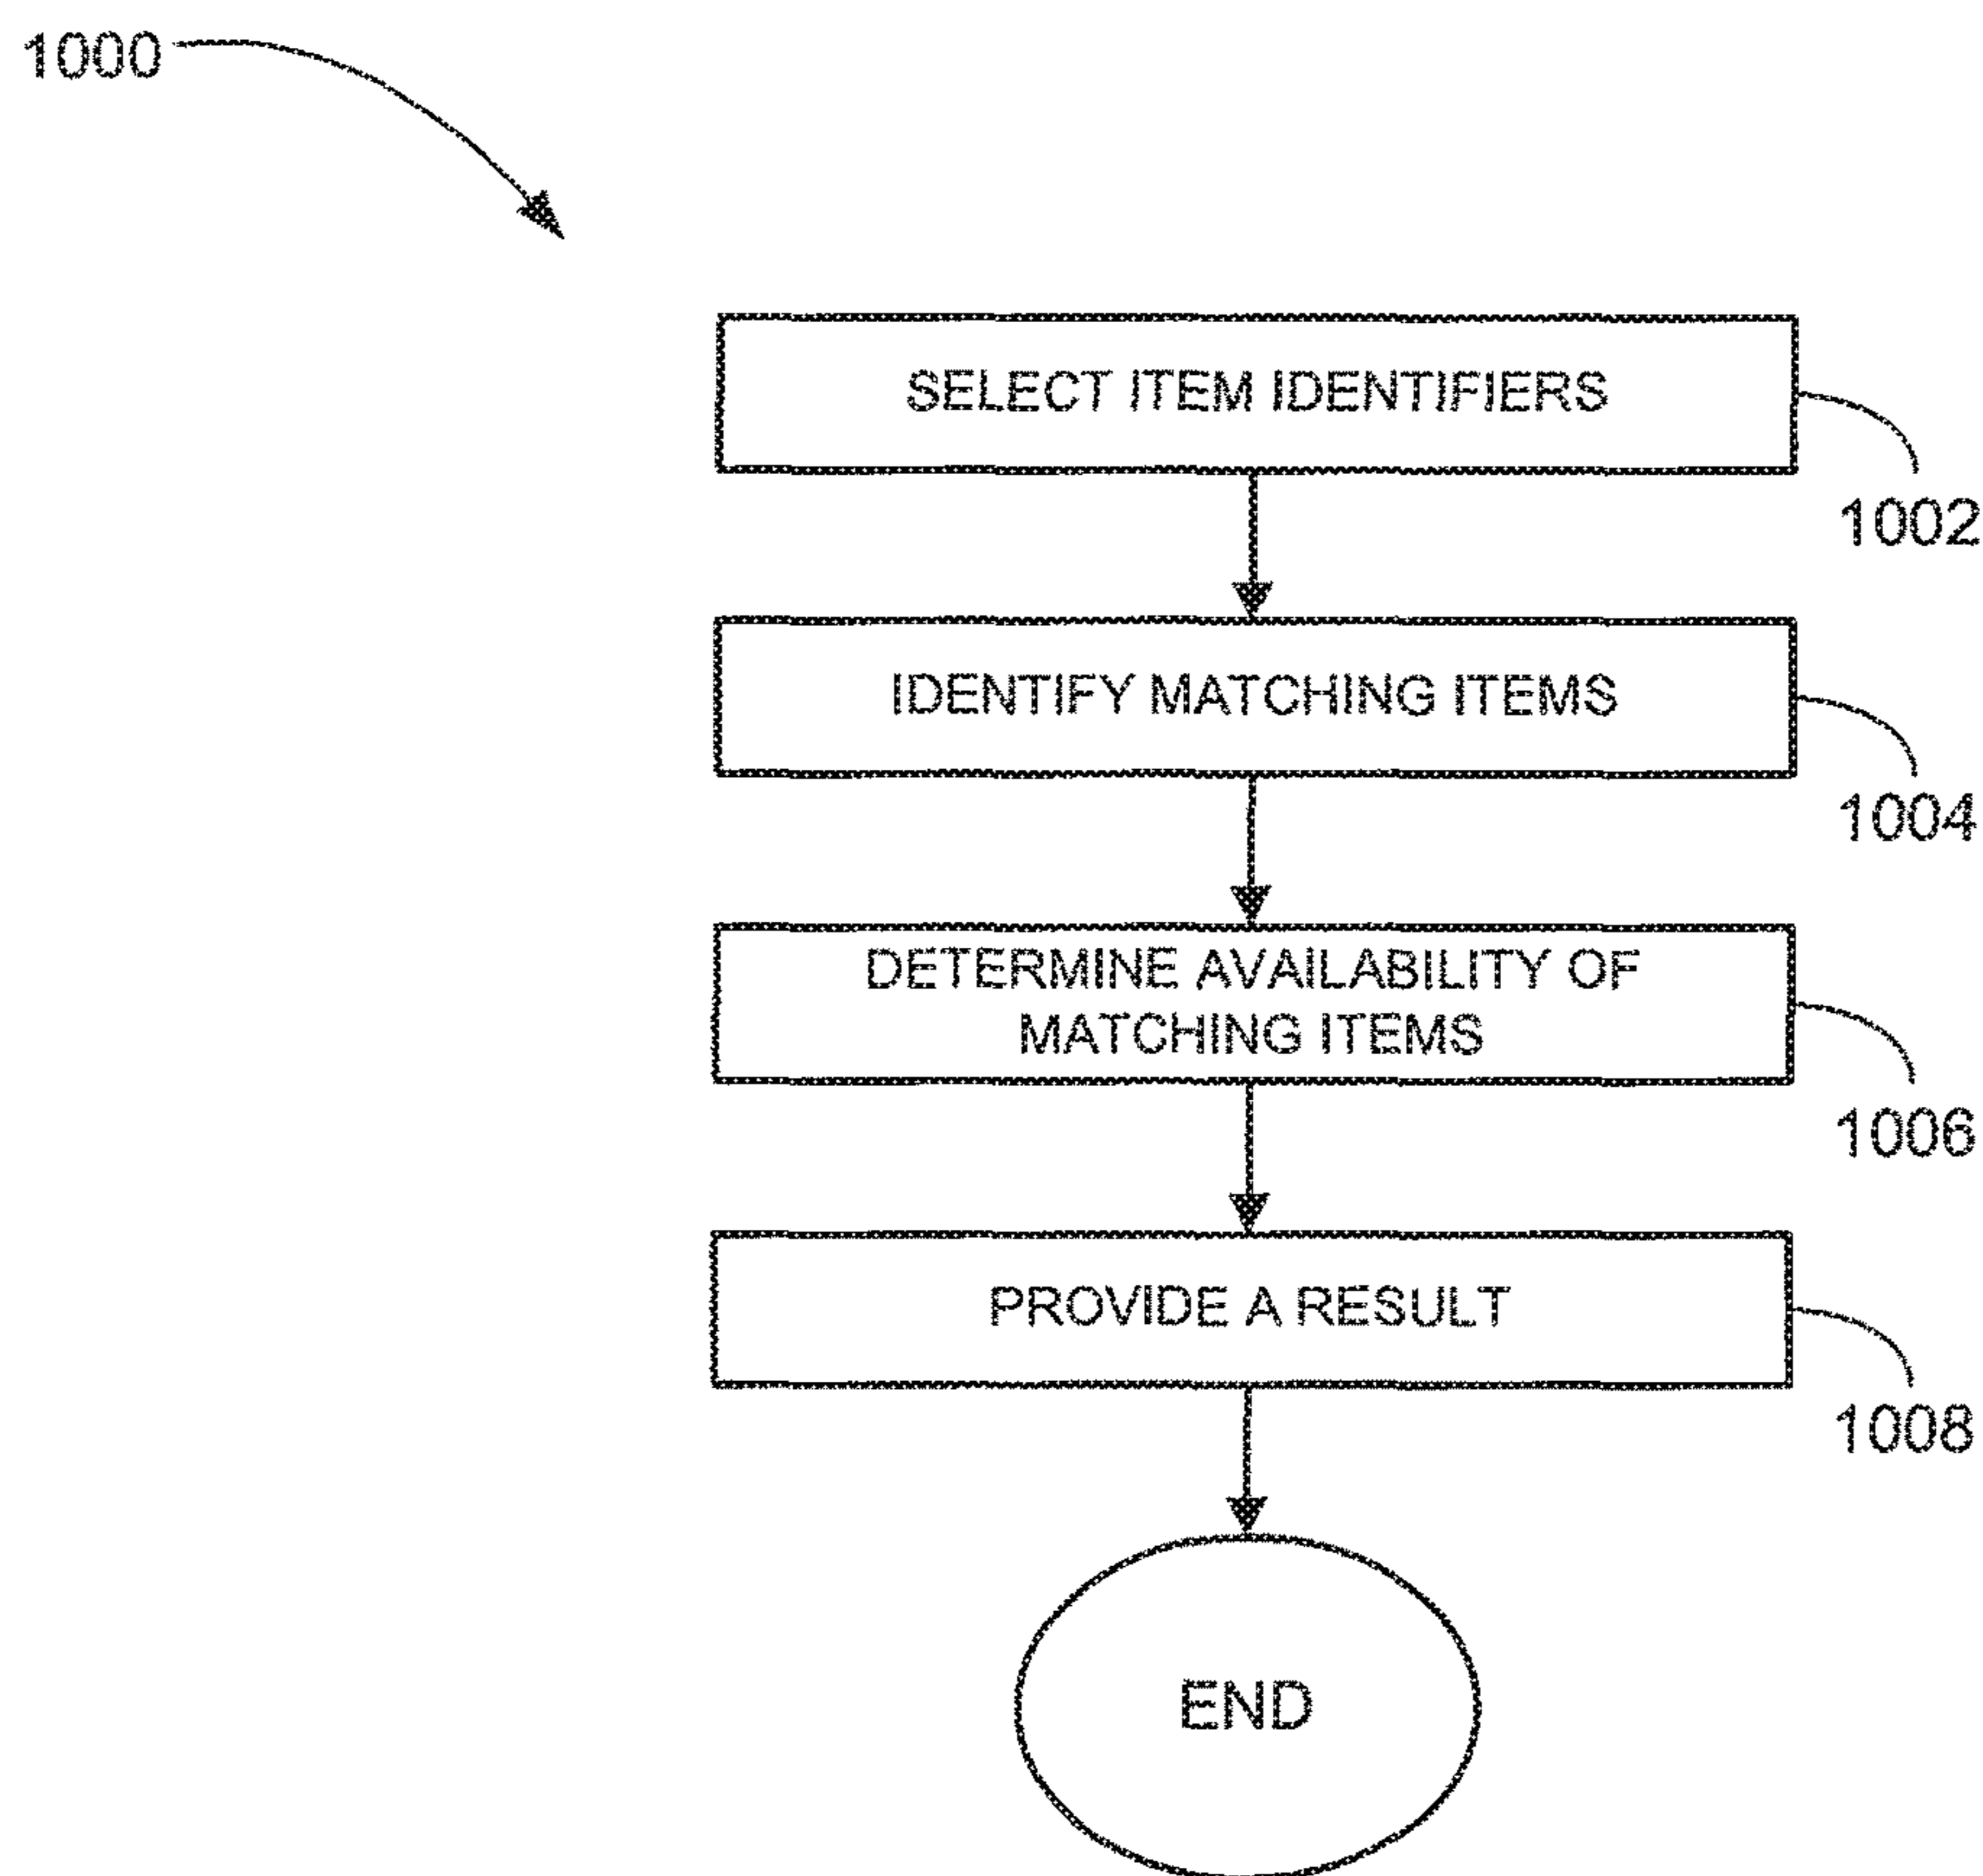 1000
SELECT ITEM IDENTIFIERS
1002
IDENTIFY MATCHING ITEMS
1004
DETERMINE AVAILABILITY OF
MATCHING ITEMS
1006
PROVIDE A RESULT
1008
END